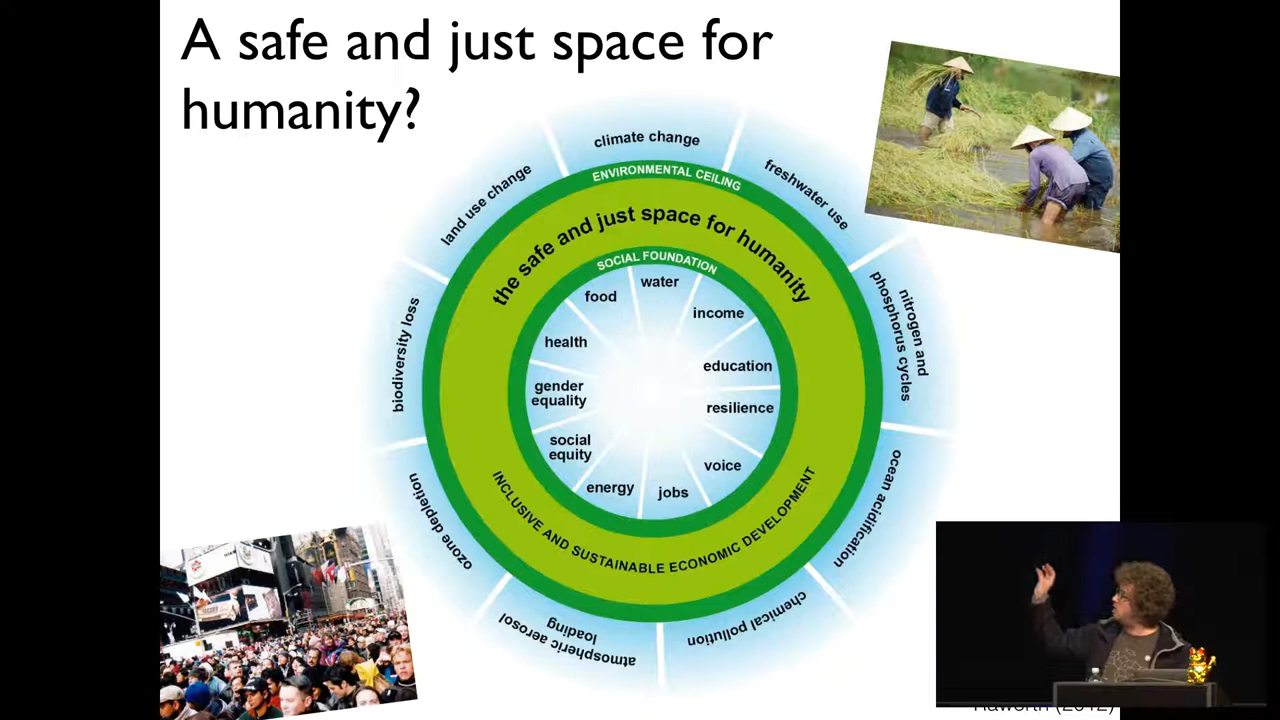 A safe and just space for
humanity?
climate change
freshwater use
nitrogen and
phosphorus cycles
ocean acidification
chemical pollution
atmospheric aerosol
loading
ozone depletion
biodiversity loss
land use change
ENVIRONMENTAL CEILING
the safe and just space for humanity
SOCIAL FOUNDATION
water
income
education
resilience
voice
jobs
energy
social
equity
gender
equality
health
food
INCLUSIVE AND SUSTAINABLE ECONOMIC DEVELOPMENT
Raworth (2012)